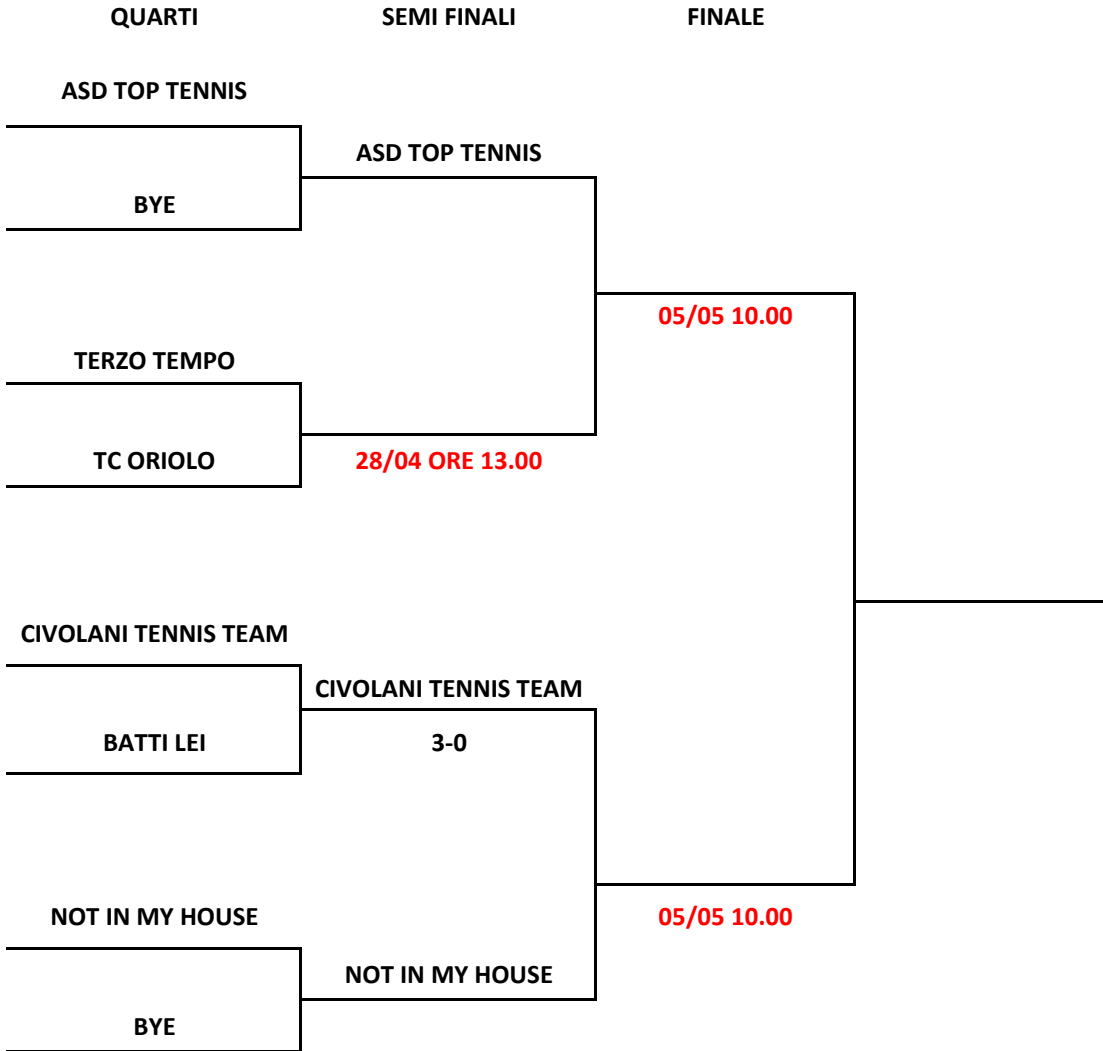 QUARTI SEMI FINALI FINALE
ASD TOP TENNIS
ASD TOP TENNIS
BYE
05/05 10.00
TERZO TEMPO
TC ORIOLO 28/04 ORE 13.00
CIVOLANI TENNIS TEAM
CIVOLANI TENNIS TEAM
BATTI LEI 3-0
NOT IN MY HOUSE 05/05 10.00
NOT IN MY HOUSE
BYE